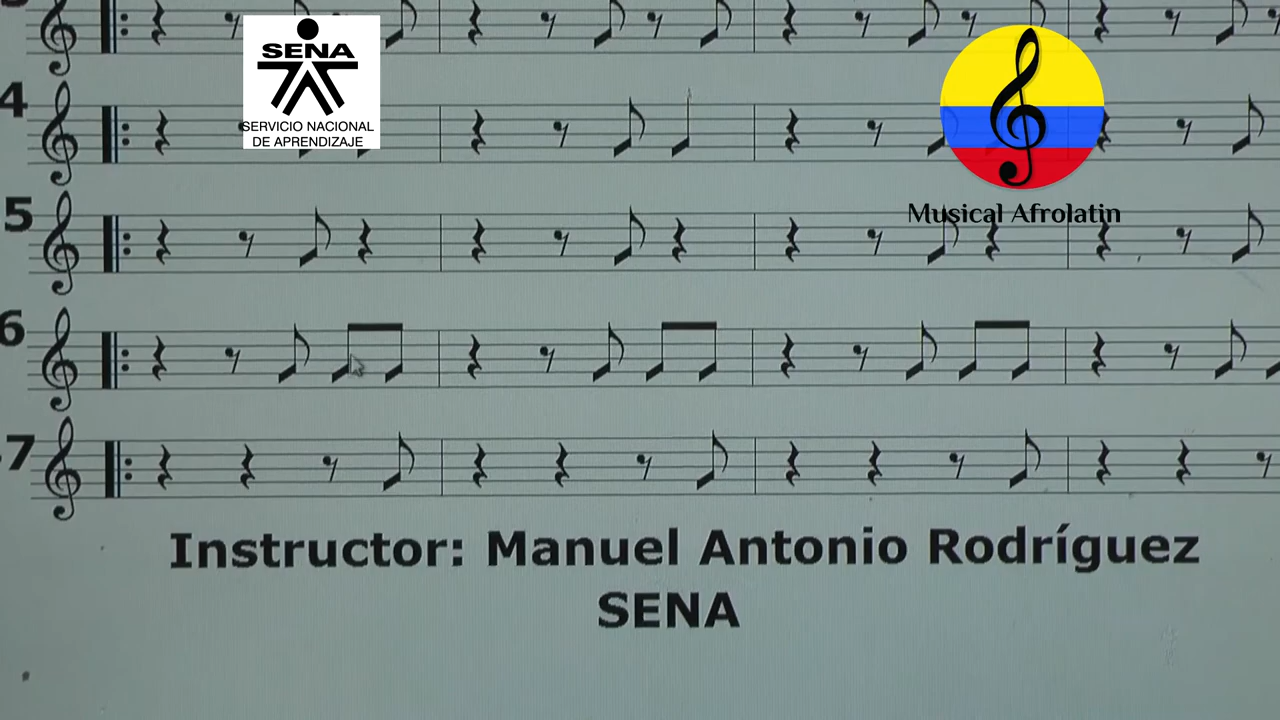 SENA
SERVICIO NACIONAL
DE APRENDIZAJE
4
5
Musical Afrolatin
6
7
Instructor: Manuel Antonio Rodríguez
SENA